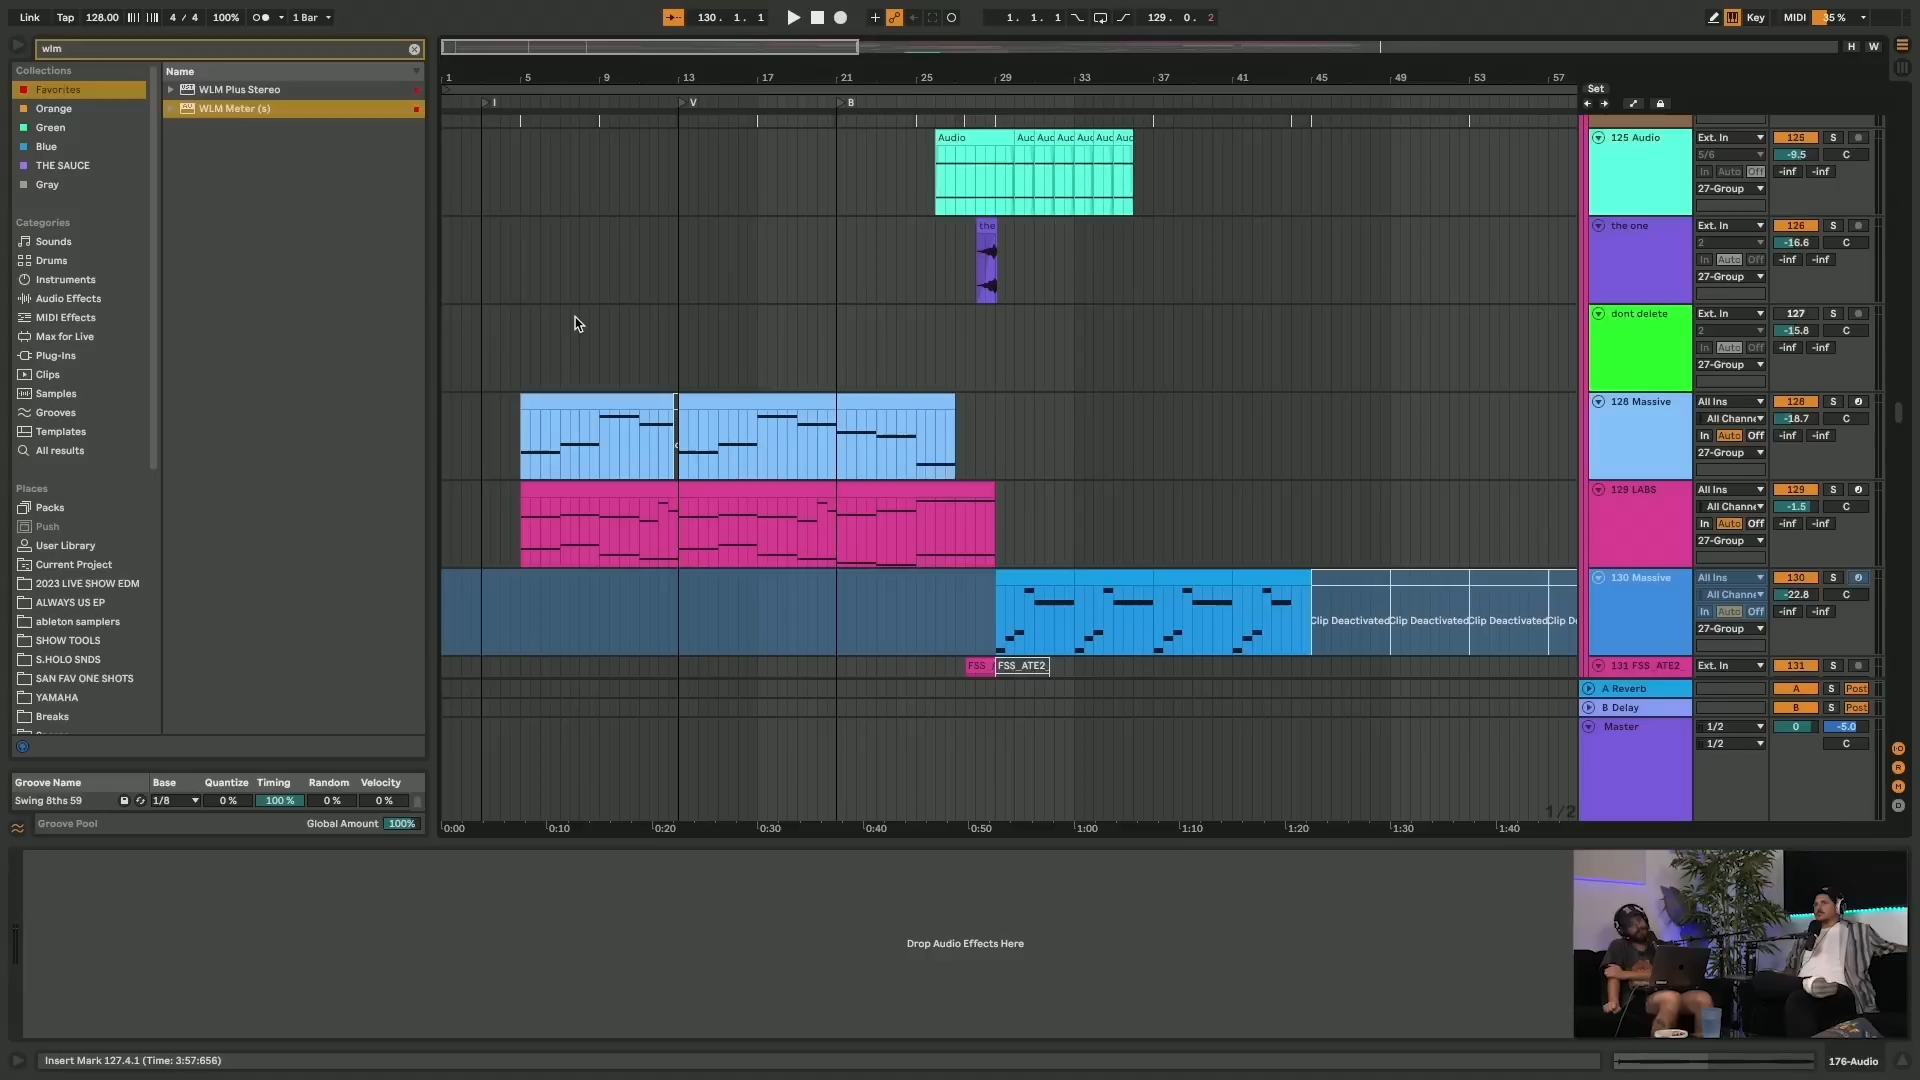 Link Tap 128.00 4 / 4 100% 1 Bar 130. 1. 1 1. 1. 1 129. 0. 2 Key MIDI 35 %
wlm
H W
Collections
Favorites
Orange
Green
Blue
THE SAUCE
Gray
Categories
Sounds
Drums
Instruments
Audio Effects
MIDI Effects
Max for Live
Plug-Ins
Clips
Samples
Grooves
Templates
All results
Places
Packs
Push
User Library
Current Project
2023 LIVE SHOW EDM
ALWAYS US EP
ableton samplers
SHOW TOOLS
S.HOLO SNDS
SAN FAV ONE SHOTS
YAMAHA
Breaks
Name
WLM Plus Stereo
WLM Meter (s)
Groove Name Base Quantize Timing Random Velocity
Swing 8ths 59 1/8 0 % 100 % 0 % 0 %
Groove Pool Global Amount 100%
1 5 9 13 17 21 25 29 33 37 41 45 49 53 57
I V B
Set
Audio Auc Auc Auc Auc Auc Auc
the
Clip Deactivated Clip Deactivated Clip Deactivated Clip D
FSS_ FSS_ATE2_
1/2
0:00 0:10 0:20 0:30 0:40 0:50 1:00 1:10 1:20 1:30 1:40
125 Audio Ext. In 125 S
5/6 -9.5 C
In Auto Off -inf -inf
27-Group
the one Ext. In 126 S
2 -16.6 C
In Auto Off -inf -inf
27-Group
dont delete Ext. In 127 S
2 -15.8 C
In Auto Off -inf -inf
27-Group
128 Massive All Ins 128 S
All Channe -18.7 C
In Auto Off -inf -inf
27-Group
129 LABS All Ins 129 S
All Channe -1.5 C
In Auto Off -inf -inf
27-Group
130 Massive All Ins 130 S
All Channe -22.8 C
In Auto Off -inf -inf
27-Group
131 FSS_ATE2_ Ext. In 131 S
A Reverb A S Post
B Delay B S Post
Master 1/2 0 -5.0
1/2 C
I·O
R
M
D
Drop Audio Effects Here
Insert Mark 127.4.1 (Time: 3:57:656)
176-Audio